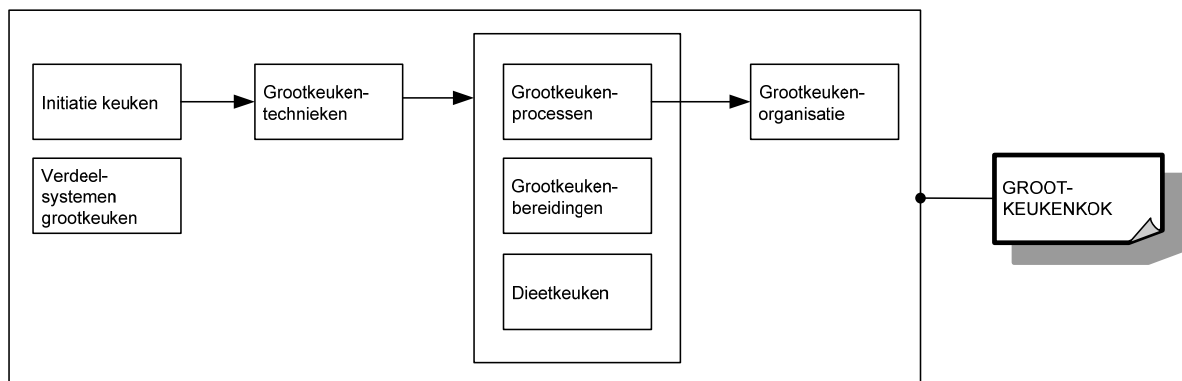 Initiatie keuken
Verdeel-
systemen
grootkeuken
Grootkeuken-
technieken
Grootkeuken-
processen
Grootkeuken-
bereidingen
Dieetkeuken
Grootkeuken-
organisatie
GROOT-
KEUKENKOK